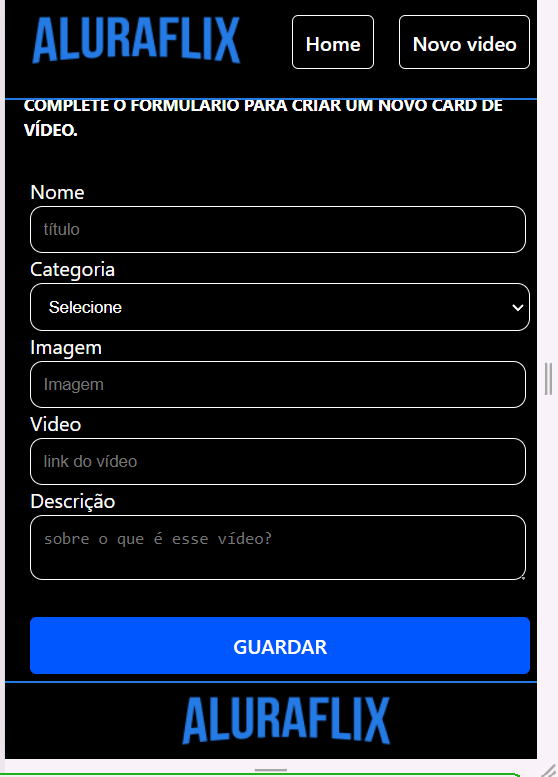 ALURAFLIX
Home
Novo video
COMPLETE O FORMULÁRIO PARA CRIAR UM NOVO CARD DE
VÍDEO.
Nome
título
Categoria
Selecione
Imagem
Imagem
Video
link do vídeo
Descrição
sobre o que é esse vídeo?
GUARDAR
ALURAFLIX